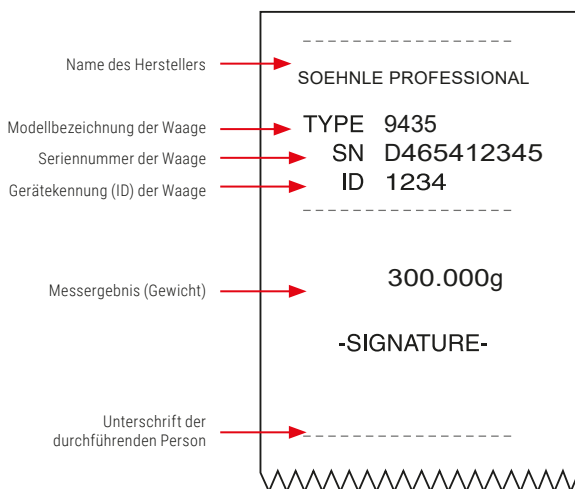 Name des Herstellers
SOEHNLE PROFESSIONAL
Modellbezeichnung der Waage
TYPE 9435
Seriennummer der Waage
SN D465412345
Gerätekennung (ID) der Waage
ID 1234
Messergebnis (Gewicht)
300.000g
-SIGNATURE-
Unterschrift der
durchführenden Person